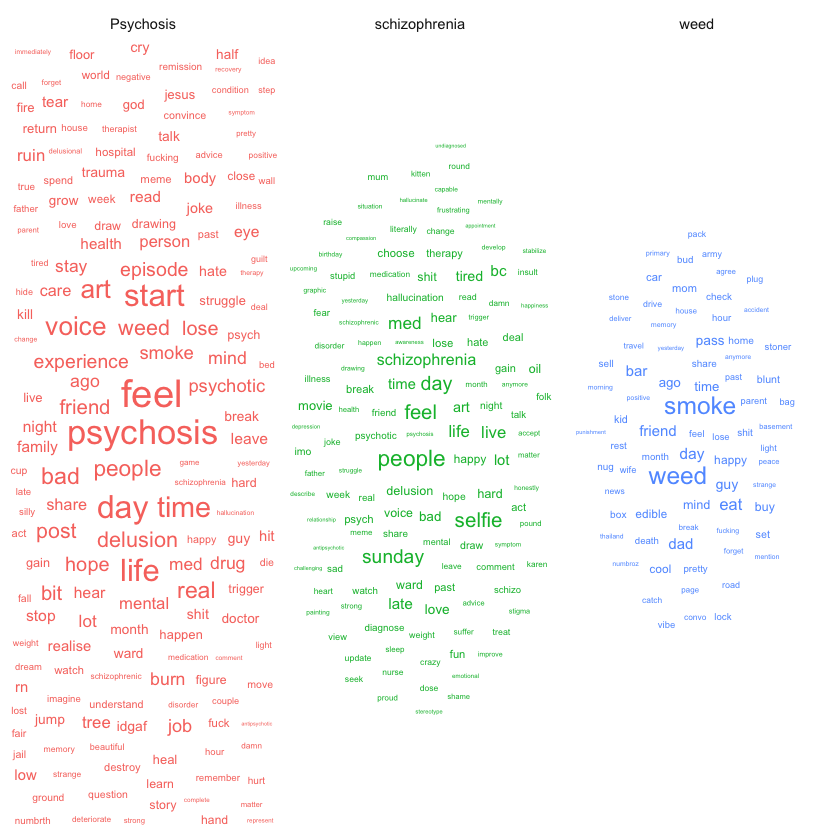 Psychosis schizophrenia weed
immediately floor cry half idea
world negative remission recovery
call forget jesus condition step
fire tear home god convince symptom
return house therapist talk pretty
ruin delusional hospital fucking advice positive
true spend trauma meme body close wall
father grow week read joke illness
parent love draw drawing past eye
health person guilt
tired stay episode hate therapy
hide care art start struggle deal
kill voice weed lose psych
change experience smoke mind bed
live ago feel psychotic
night friend break
family psychosis leave
cup bad people game yesterday
late share schizophrenia hard
silly day time hallucination
act post delusion happy guy hit
gain hope life med drug die
fall bit hear real trigger
stop lot mental shit doctor
month happen
weight realise ward medication comment light
dream watch schizophrenic burn figure move
rn imagine understand disorder couple
lost jump tree idgaf job fuck antipsychotic
fair
jail memory beautiful heal hour damn
low strange destroy learn remember hurt
ground question story complete matter
numbrth deteriorate strong hand represent
undiagnosed
mum kitten round
situation hallucinate capable mentally
raise literally frustrating
compassion change appointment
birthday choose therapy develop stabilize
upcoming stupid medication shit tired bc insult
graphic yesterday hallucination read damn happiness
fear schizophrenic med hear trigger
disorder happen awareness lose hate deal
drawing schizophrenia gain oil
illness break time day month anymore folk
movie health friend feel art night talk
depression joke psychotic psychosis life live accept
imo people happy lot matter
father struggle
describe week real delusion hope hard honestly
relationship psych voice bad selfie act pound
meme share
antipsychotic mental draw symptom
challenging sad sunday leave comment karen
heart watch ward past schizo
painting strong late love advice stigma
view diagnose weight suffer treat
update sleep crazy fun improve
seek nurse emotional
proud dose shame
stereotype
pack
primary bud army
car mom agree plug
stone drive house check accident
deliver memory hour
travel yesterday pass home stoner
sell bar share anymore
morning ago time past blunt
positive smoke parent bag
punishment kid friend feel lose shit basement
rest month day happy light
nug wife weed guy peace
news strange
box edible mind eat buy
thailand death break fucking set
numbroz dad forget mention
cool pretty
catch page road
vibe convo lock